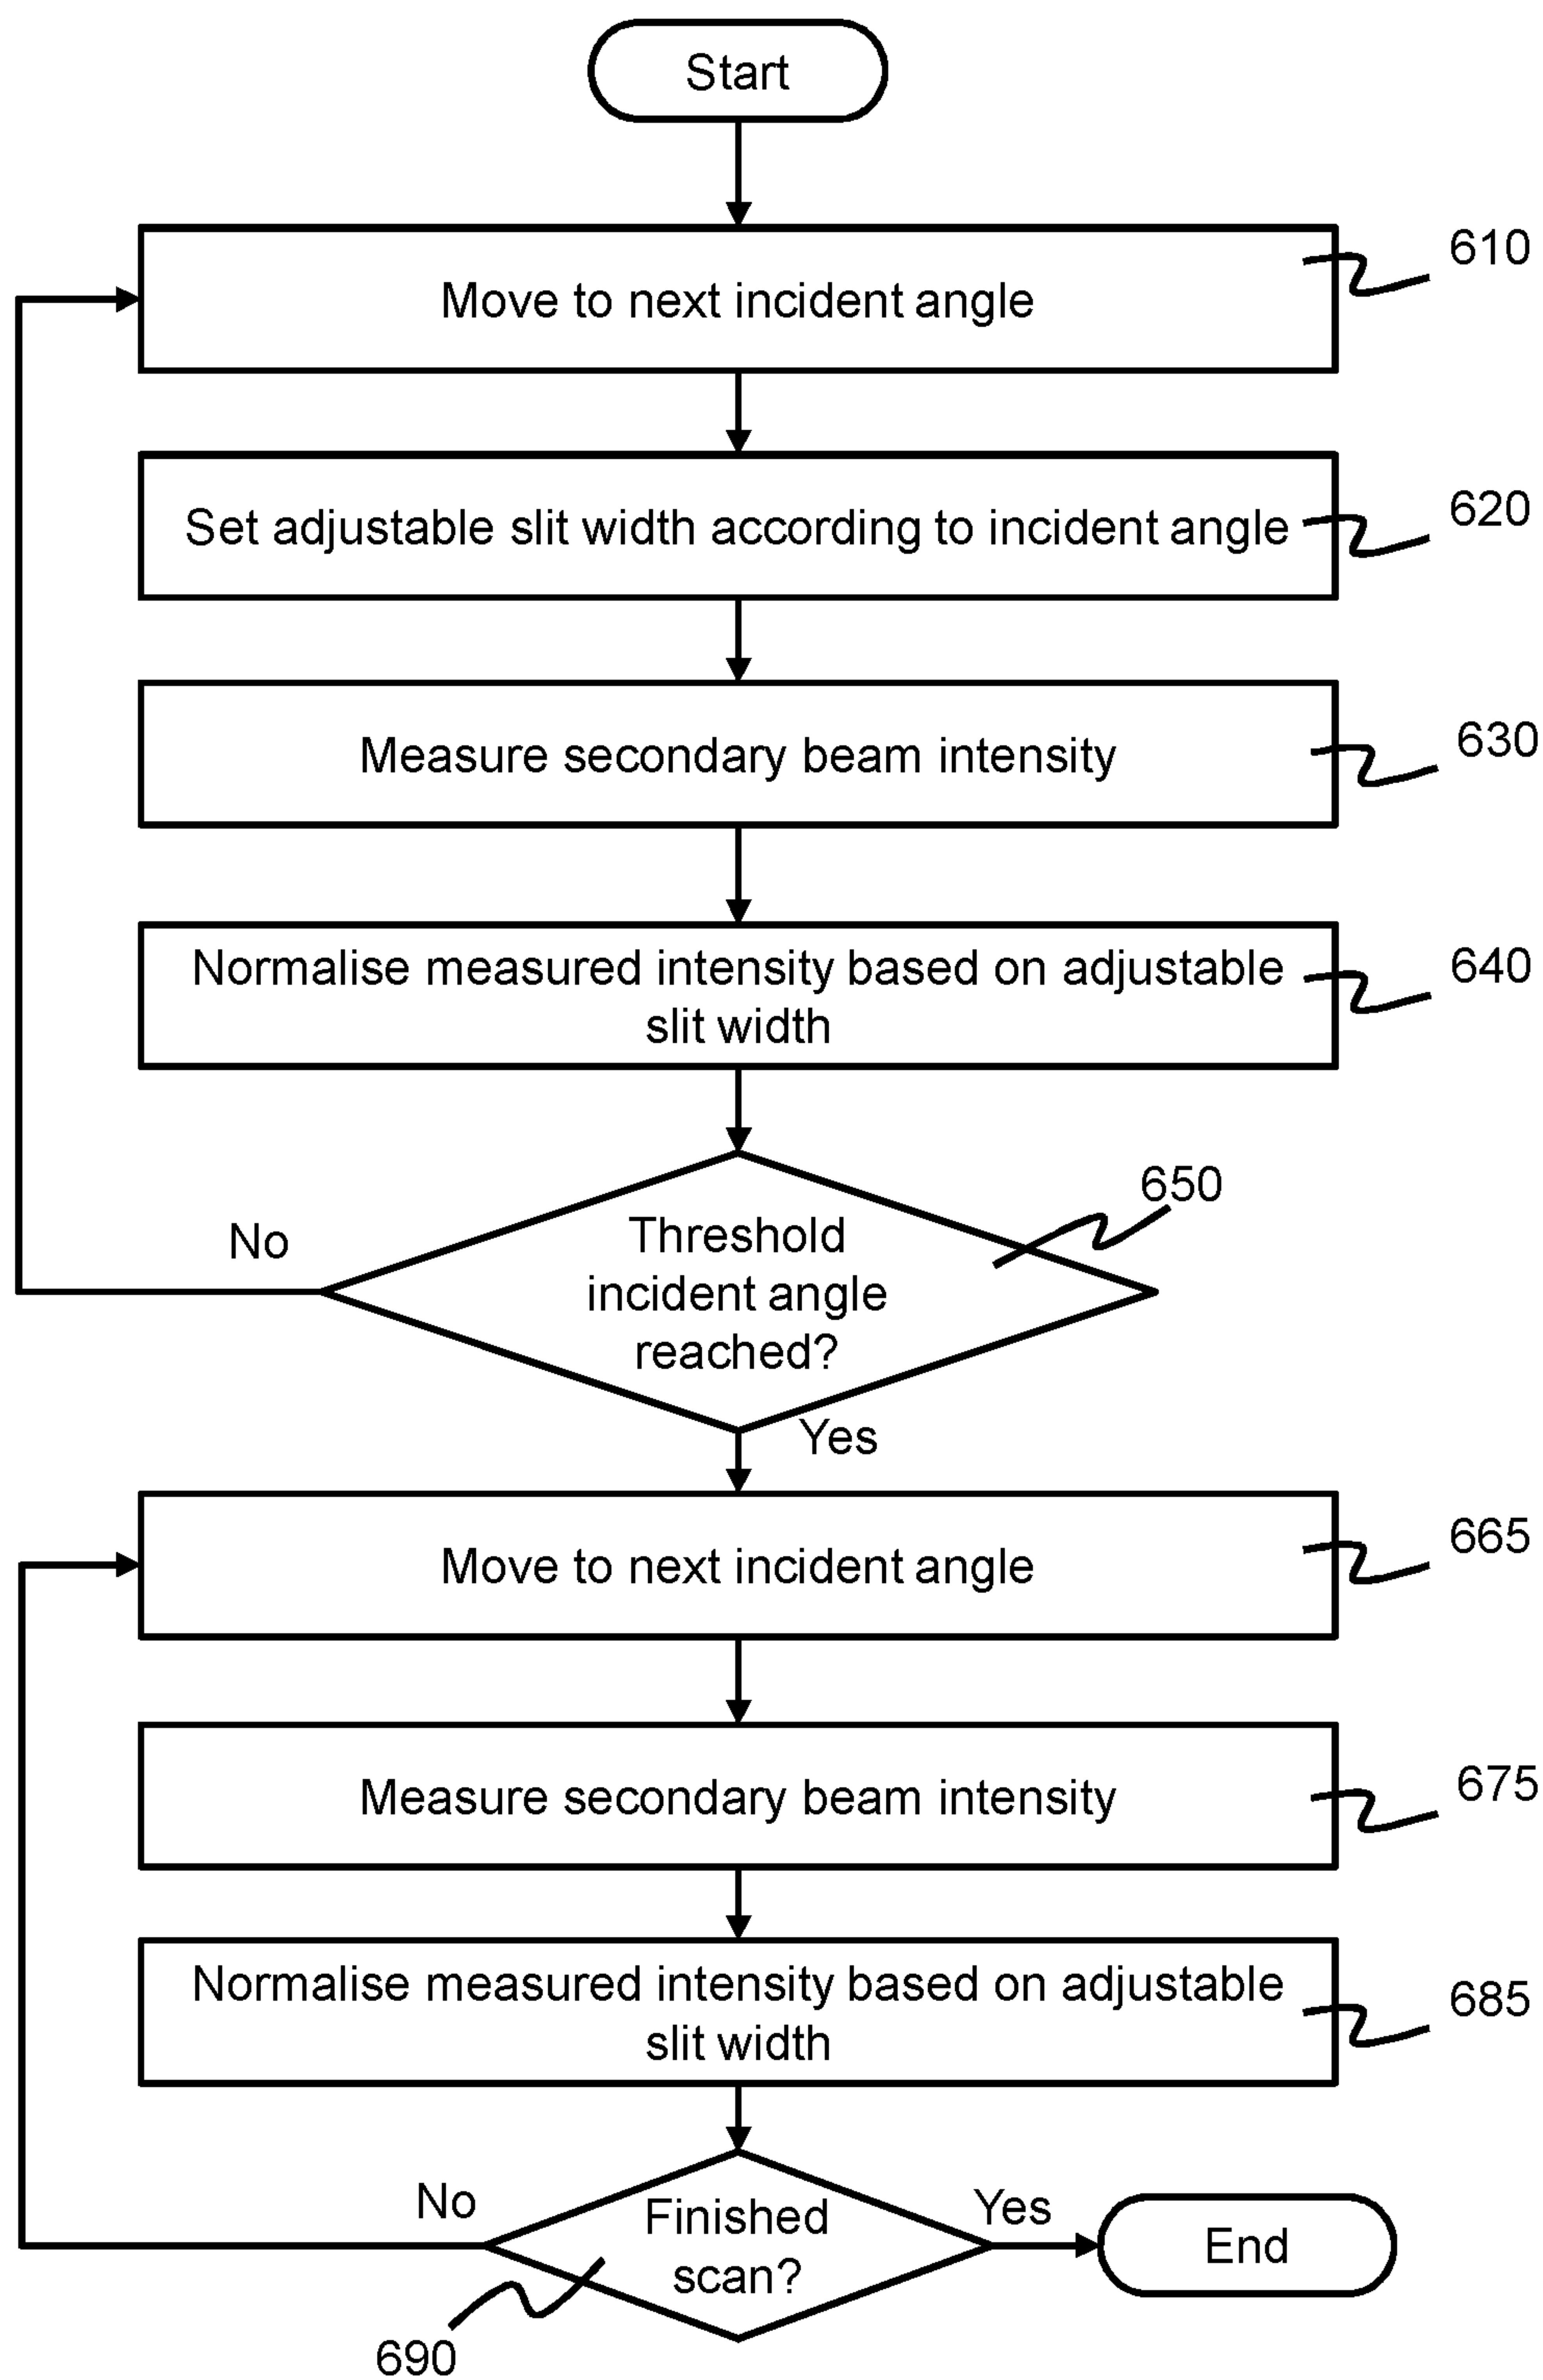 Start
Move to next incident angle
610
Set adjustable slit width according to incident angle
620
Measure secondary beam intensity
630
Normalise measured intensity based on adjustable
slit width
640
Threshold
incident angle
reached?
650
No
Yes
Move to next incident angle
665
Measure secondary beam intensity
675
Normalise measured intensity based on adjustable
slit width
685
Finished
scan?
No
Yes
End
690